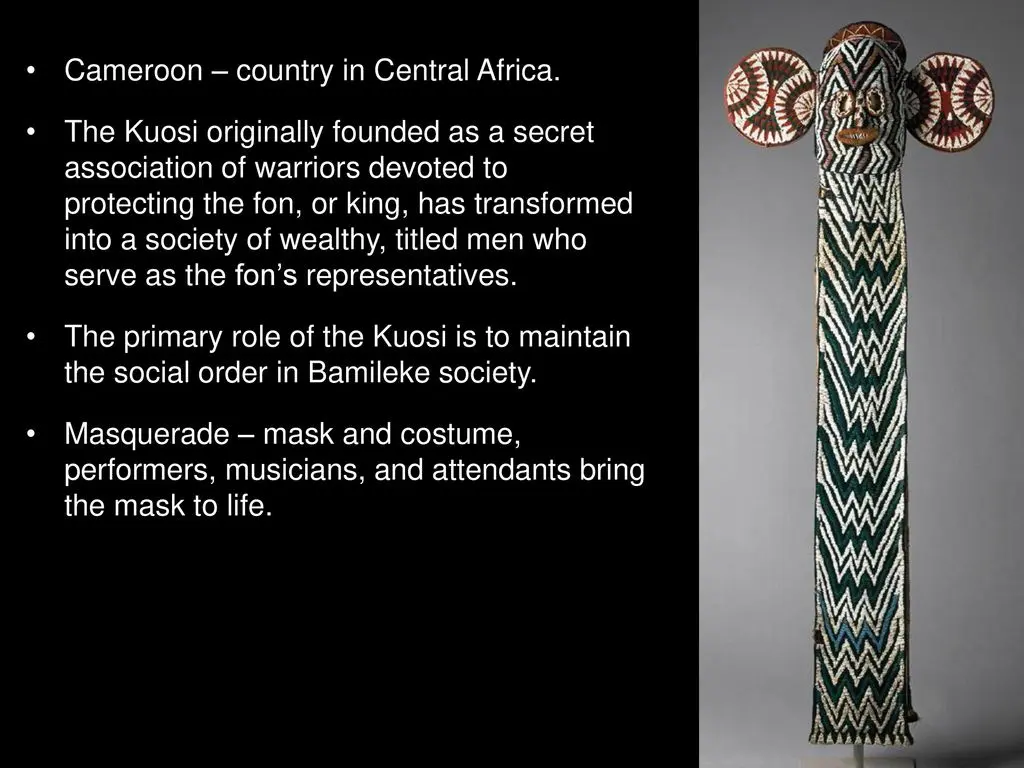 • Cameroon – country in Central Africa.
• The Kuosi originally founded as a secret
association of warriors devoted to
protecting the fon, or king, has transformed
into a society of wealthy, titled men who
serve as the fon’s representatives.
• The primary role of the Kuosi is to maintain
the social order in Bamileke society.
• Masquerade – mask and costume,
performers, musicians, and attendants bring
the mask to life.